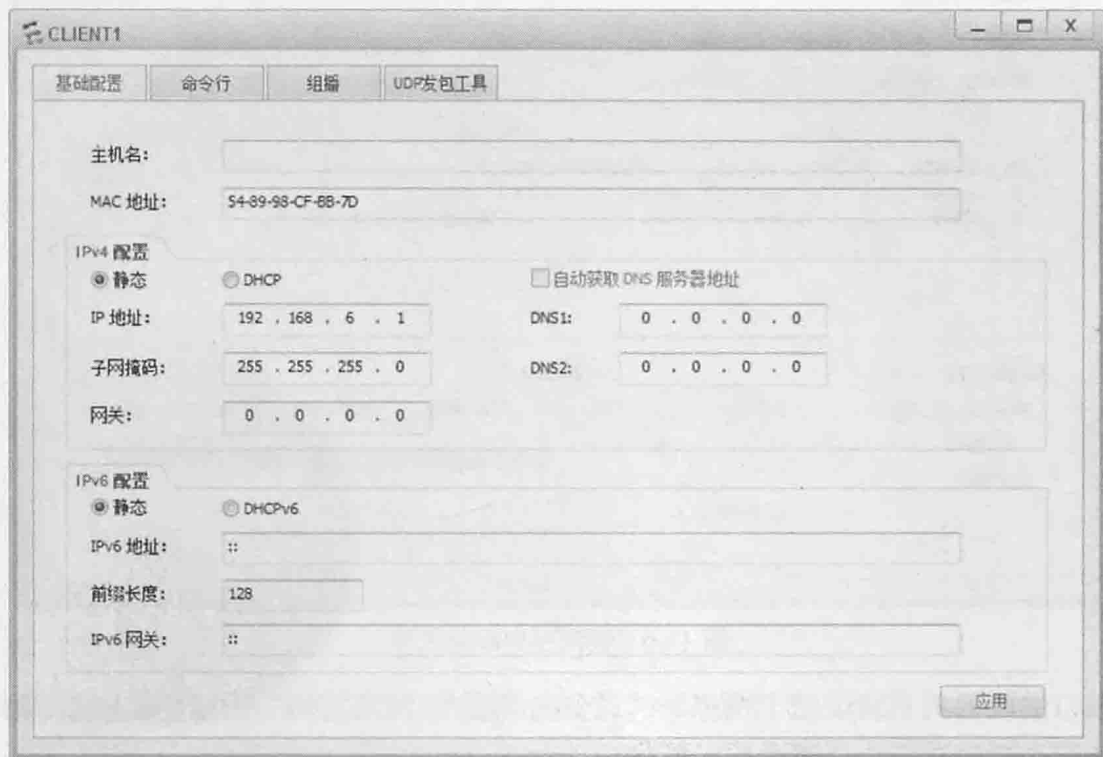 CLIENT1
基础配置 命令行 组播 UDP发包工具
主机名:
MAC 地址: 54-89-98-CF-BB-7D
IPv4 配置
静态 DHCP 自动获取 DNS 服务器地址
IP 地址: 192 . 168 . 6 . 1 DNS1: 0 . 0 . 0 . 0
子网掩码: 255 . 255 . 255 . 0 DNS2: 0 . 0 . 0 . 0
网关: 0 . 0 . 0 . 0
IPv6 配置
静态 DHCPv6
IPv6 地址: ::
前缀长度: 128
IPv6 网关: ::
应用